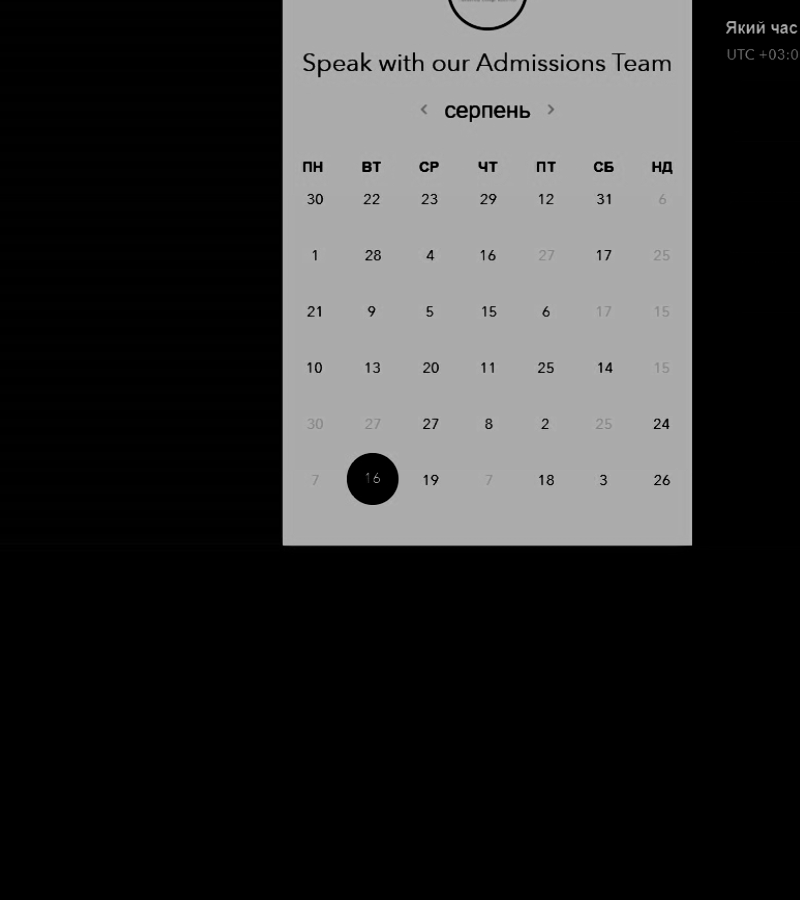 Speak with our Admissions Team
Який час
UTC +03:0
‹ серпень ›
ПН ВТ СР ЧТ ПТ СБ НД
30 22 23 29 12 31 6
1 28 4 16 27 17 25
21 9 5 15 6 17 15
10 13 20 11 25 14 15
30 27 27 8 2 25 24
7 16 19 7 18 3 26